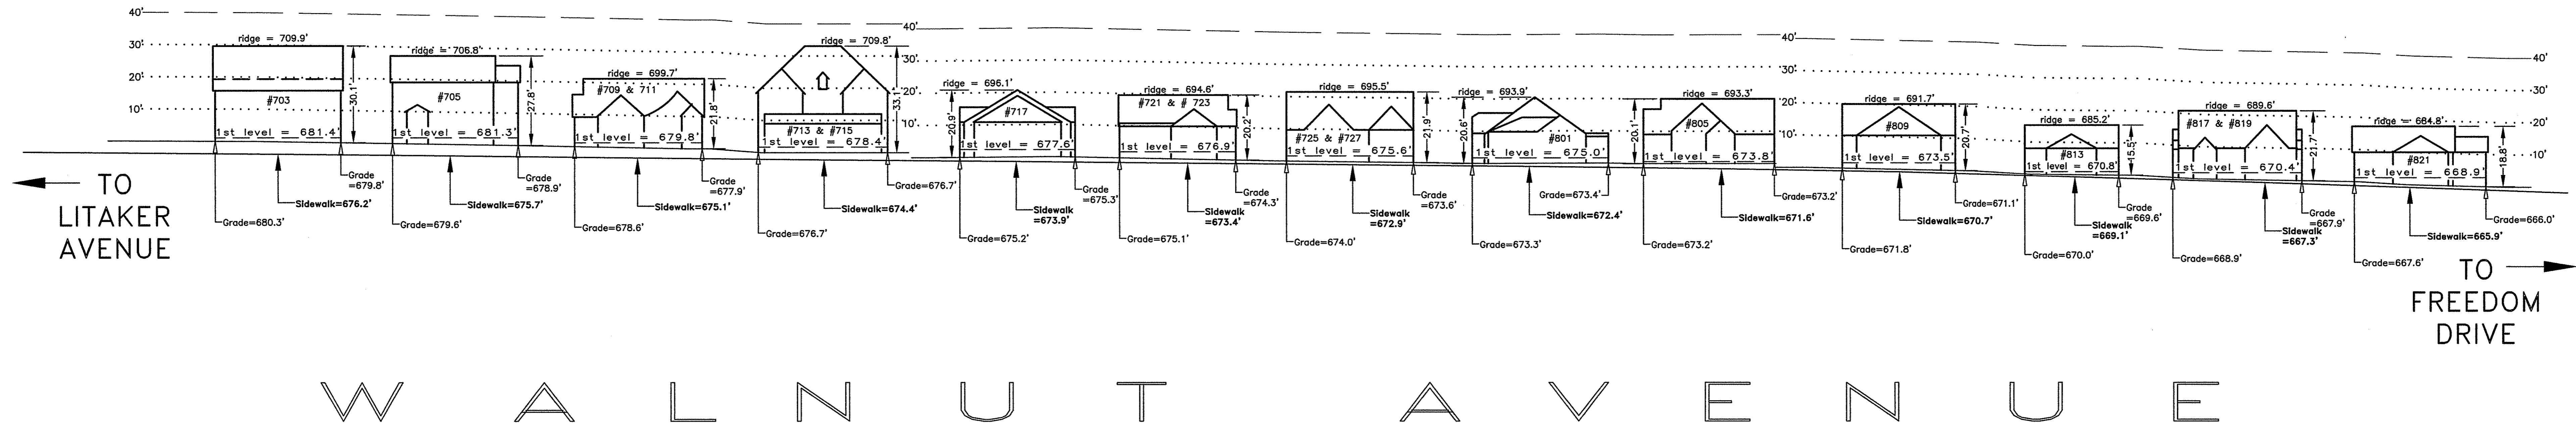 40'
30'
20'
10'
ridge = 709.9'
#703
1st level = 681.4'
30.1'
ridge = 706.8'
#705
1st level = 681.3'
27.8'
ridge = 699.7'
#709 & 711
1st level = 679.8'
21.8'
ridge = 709.8'
#713 & #715
1st level = 678.4'
33.1'
40'
30'
20'
10'
ridge = 696.1'
20.9'
#717
1st level = 677.6'
ridge = 694.6'
#721 & # 723
1st level = 676.9'
20.2'
ridge = 695.5'
#725 & #727
1st level = 675.6'
21.9'
ridge = 693.9'
20.6'
#801
1st level = 675.0'
ridge = 693.3'
20.1'
#805
1st level = 673.8'
40'
30'
20'
10'
ridge = 691.7'
#809
1st level = 673.5'
20.7'
ridge = 685.2'
#813
1st level = 670.8'
15.5'
ridge = 689.6'
#817 & #819
1st level = 670.4'
21.7'
ridge = 684.8'
#821
1st level = 668.9'
18.8'
40'
30'
20'
10'
TO
LITAKER
AVENUE
Grade=680.3'
Sidewalk=676.2'
Grade
=679.8'
Grade=679.6'
Sidewalk=675.7'
Grade
=678.9'
Grade=678.6'
Sidewalk=675.1'
Grade
=677.9'
Grade=676.7'
Sidewalk=674.4'
Grade=676.7'
Grade=675.2'
Sidewalk
=673.9'
Grade
=675.3'
Grade=675.1'
Sidewalk
=673.4'
Grade
=674.3'
Grade=674.0'
Sidewalk
=672.9'
Grade
=673.6'
Grade=673.3'
Sidewalk=672.4'
Grade=673.4'
Grade=673.2'
Sidewalk=671.6'
Grade
=673.2'
Grade=671.8'
Sidewalk=670.7'
Grade
=671.1'
Grade=670.0'
Sidewalk
=669.1'
Grade
=669.6'
Grade=668.9'
Sidewalk
=667.3'
Grade
=667.9'
Grade=667.6'
Sidewalk=665.9'
Grade
=666.0'
TO
FREEDOM
DRIVE
WALNUT AVENUE